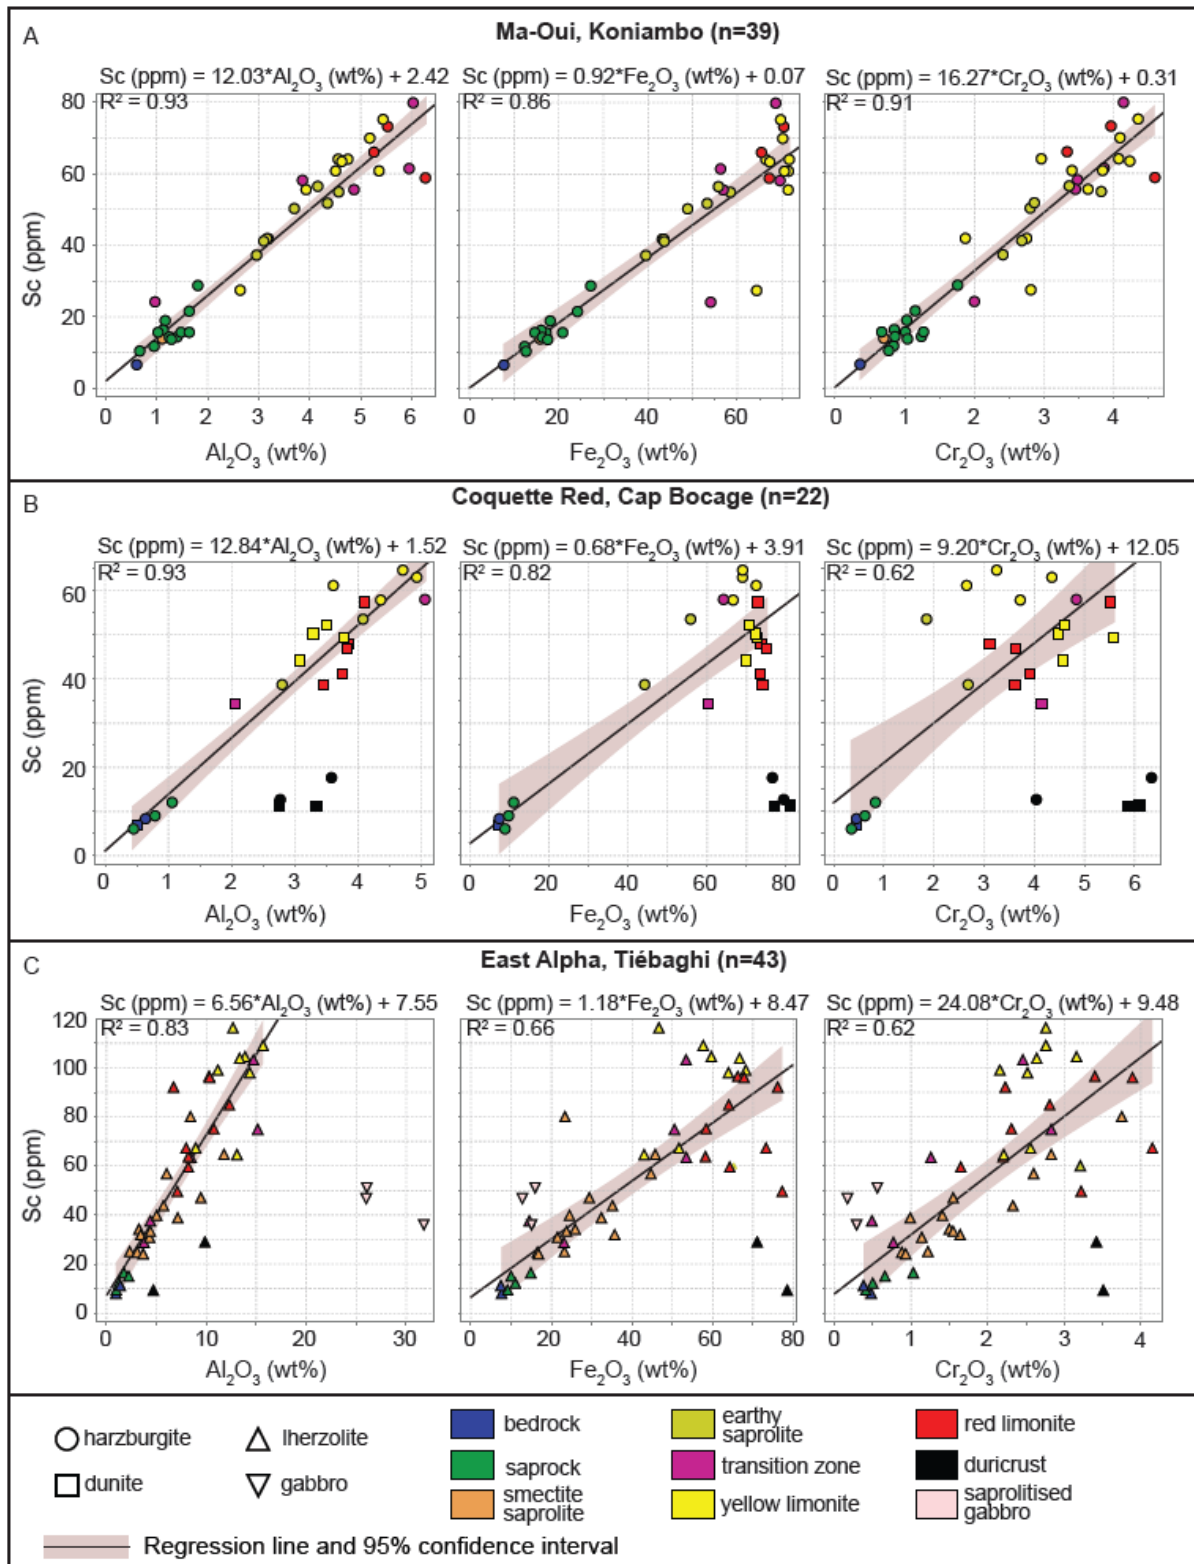 A
Ma-Oui, Koniambo (n=39)
Sc (ppm) = 12.03*Al₂O₃ (wt%) + 2.42
Sc (ppm) = 0.92*Fe₂O₃ (wt%) + 0.07
Sc (ppm) = 16.27*Cr₂O₃ (wt%) + 0.31
R² = 0.93
R² = 0.86
R² = 0.91
80
60
40
20
0
Sc (ppm)
0 1 2 3 4 5 6
0 20 40 60
0 1 2 3 4
Al₂O₃ (wt%)
Fe₂O₃ (wt%)
Cr₂O₃ (wt%)
B
Coquette Red, Cap Bocage (n=22)
Sc (ppm) = 12.84*Al₂O₃ (wt%) + 1.52
Sc (ppm) = 0.68*Fe₂O₃ (wt%) + 3.91
Sc (ppm) = 9.20*Cr₂O₃ (wt%) + 12.05
R² = 0.93
R² = 0.82
R² = 0.62
60
40
20
0
Sc (ppm)
0 1 2 3 4 5
0 20 40 60 80
0 1 2 3 4 5 6
Al₂O₃ (wt%)
Fe₂O₃ (wt%)
Cr₂O₃ (wt%)
C
East Alpha, Tiébaghi (n=43)
Sc (ppm) = 6.56*Al₂O₃ (wt%) + 7.55
Sc (ppm) = 1.18*Fe₂O₃ (wt%) + 8.47
Sc (ppm) = 24.08*Cr₂O₃ (wt%) + 9.48
R² = 0.83
R² = 0.66
R² = 0.62
120
100
80
60
40
20
0
Sc (ppm)
0 10 20 30
0 20 40 60 80
0 1 2 3 4
Al₂O₃ (wt%)
Fe₂O₃ (wt%)
Cr₂O₃ (wt%)
harzburgite
lherzolite
dunite
gabbro
bedrock
saprock
smectite
saprolite
earthy
saprolite
transition zone
yellow limonite
red limonite
duricrust
saprolitised
gabbro
Regression line and 95% confidence interval